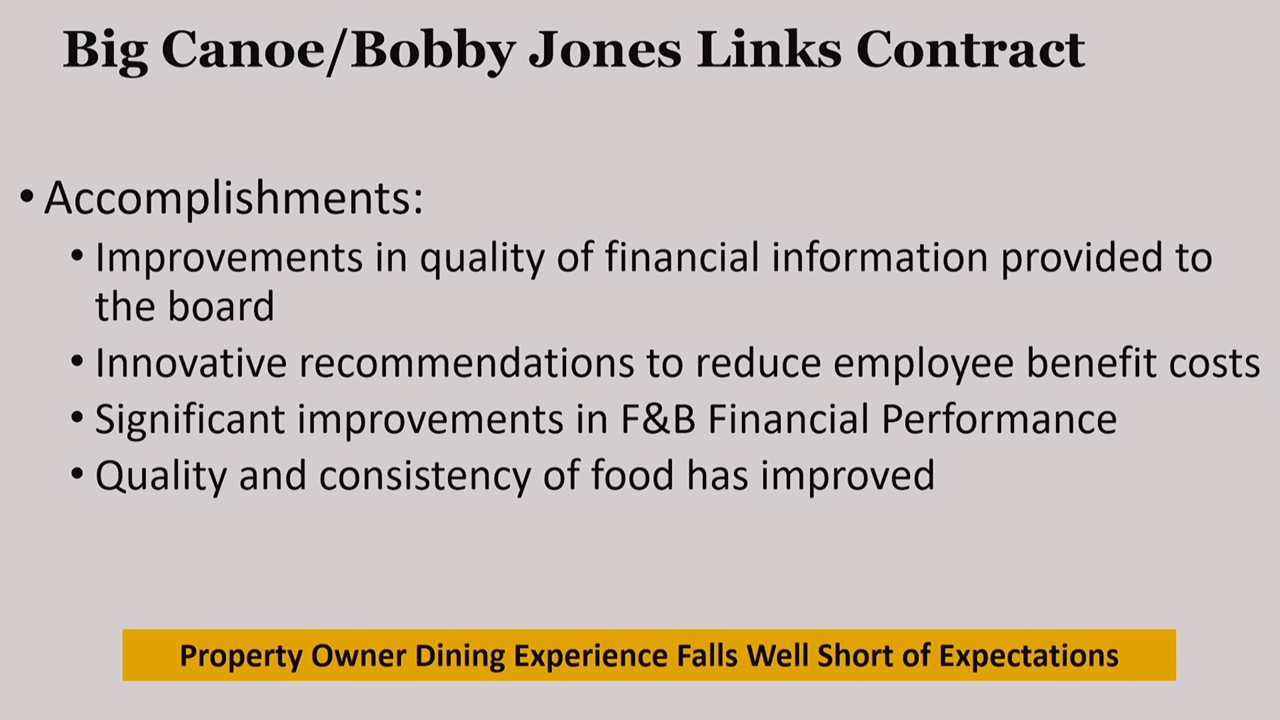 Big Canoe/Bobby Jones Links Contract
• Accomplishments:
• Improvements in quality of financial information provided to
the board
• Innovative recommendations to reduce employee benefit costs
• Significant improvements in F&B Financial Performance
• Quality and consistency of food has improved
Property Owner Dining Experience Falls Well Short of Expectations